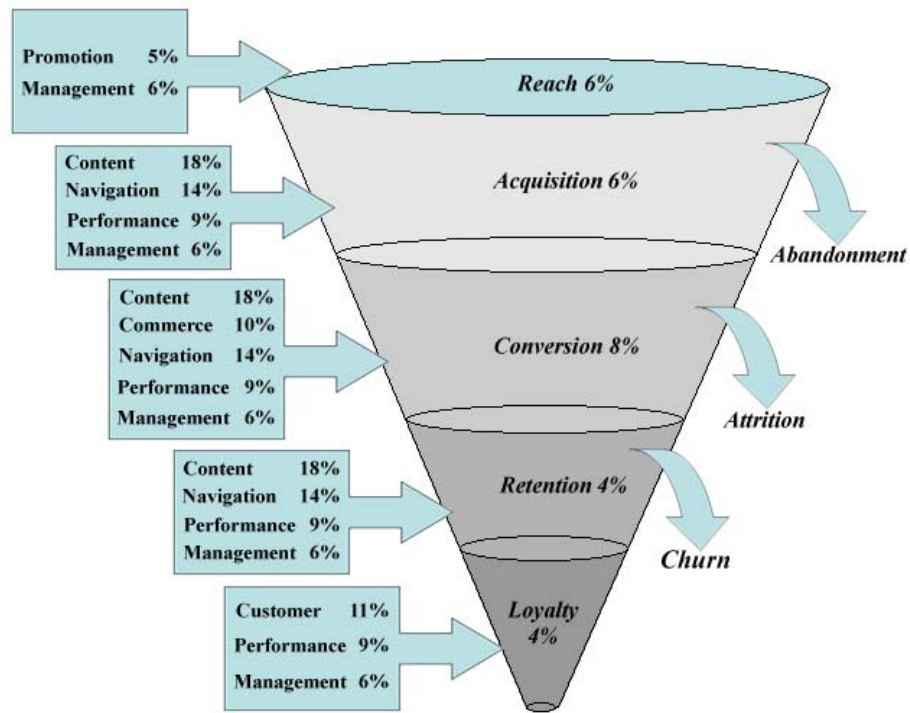 Promotion 5%
Management 6%
Reach 6%
Content 18%
Navigation 14%
Performance 9%
Management 6%
Acquisition 6%
Abandonment
Content 18%
Commerce 10%
Navigation 14%
Performance 9%
Management 6%
Conversion 8%
Attrition
Content 18%
Navigation 14%
Performance 9%
Management 6%
Retention 4%
Churn
Customer 11%
Performance 9%
Management 6%
Loyalty
4%